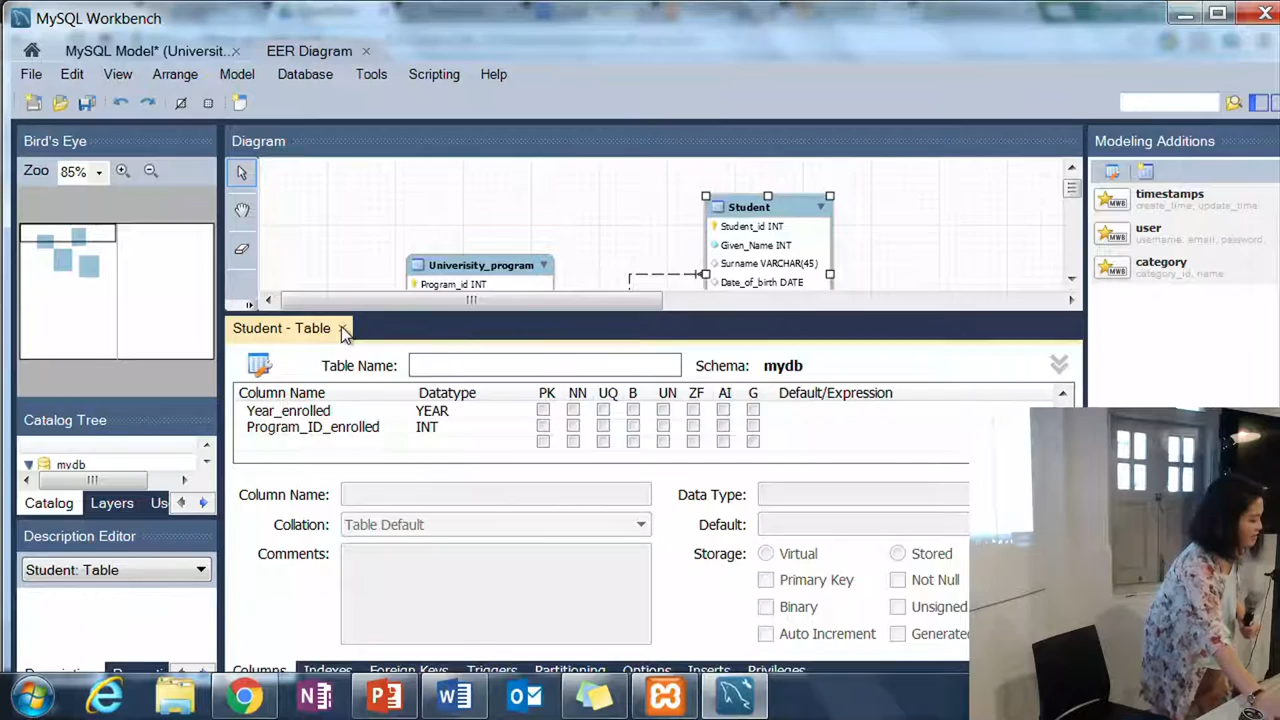 MySQL Workbench
MySQL Model* (Universit..
EER Diagram
File Edit View Arrange Model Database Tools Scripting Help
Bird's Eye
Zoo 85%
Diagram
Modeling Additions
timestamps
create_time, update_time
user
username, email, password,
category
category_id, name
Student
Student_id INT
Given_Name INT
Surname VARCHAR(45)
Date_of_birth DATE
Univerisity_program
Program_id INT
Student - Table
Table Name:
Schema: mydb
Column Name Datatype PK NN UQ B UN ZF AI G Default/Expression
Year_enrolled YEAR
Program_ID_enrolled INT
Catalog Tree
mydb
Catalog Layers Us
Description Editor
Student: Table
Column Name:
Data Type:
Collation: Table Default
Default:
Comments:
Storage: Virtual Stored
Primary Key Not Null
Binary Unsigned
Auto Increment Generated
Columns Indexes Foreign Keys Triggers Partitioning Options Inserts Privileges